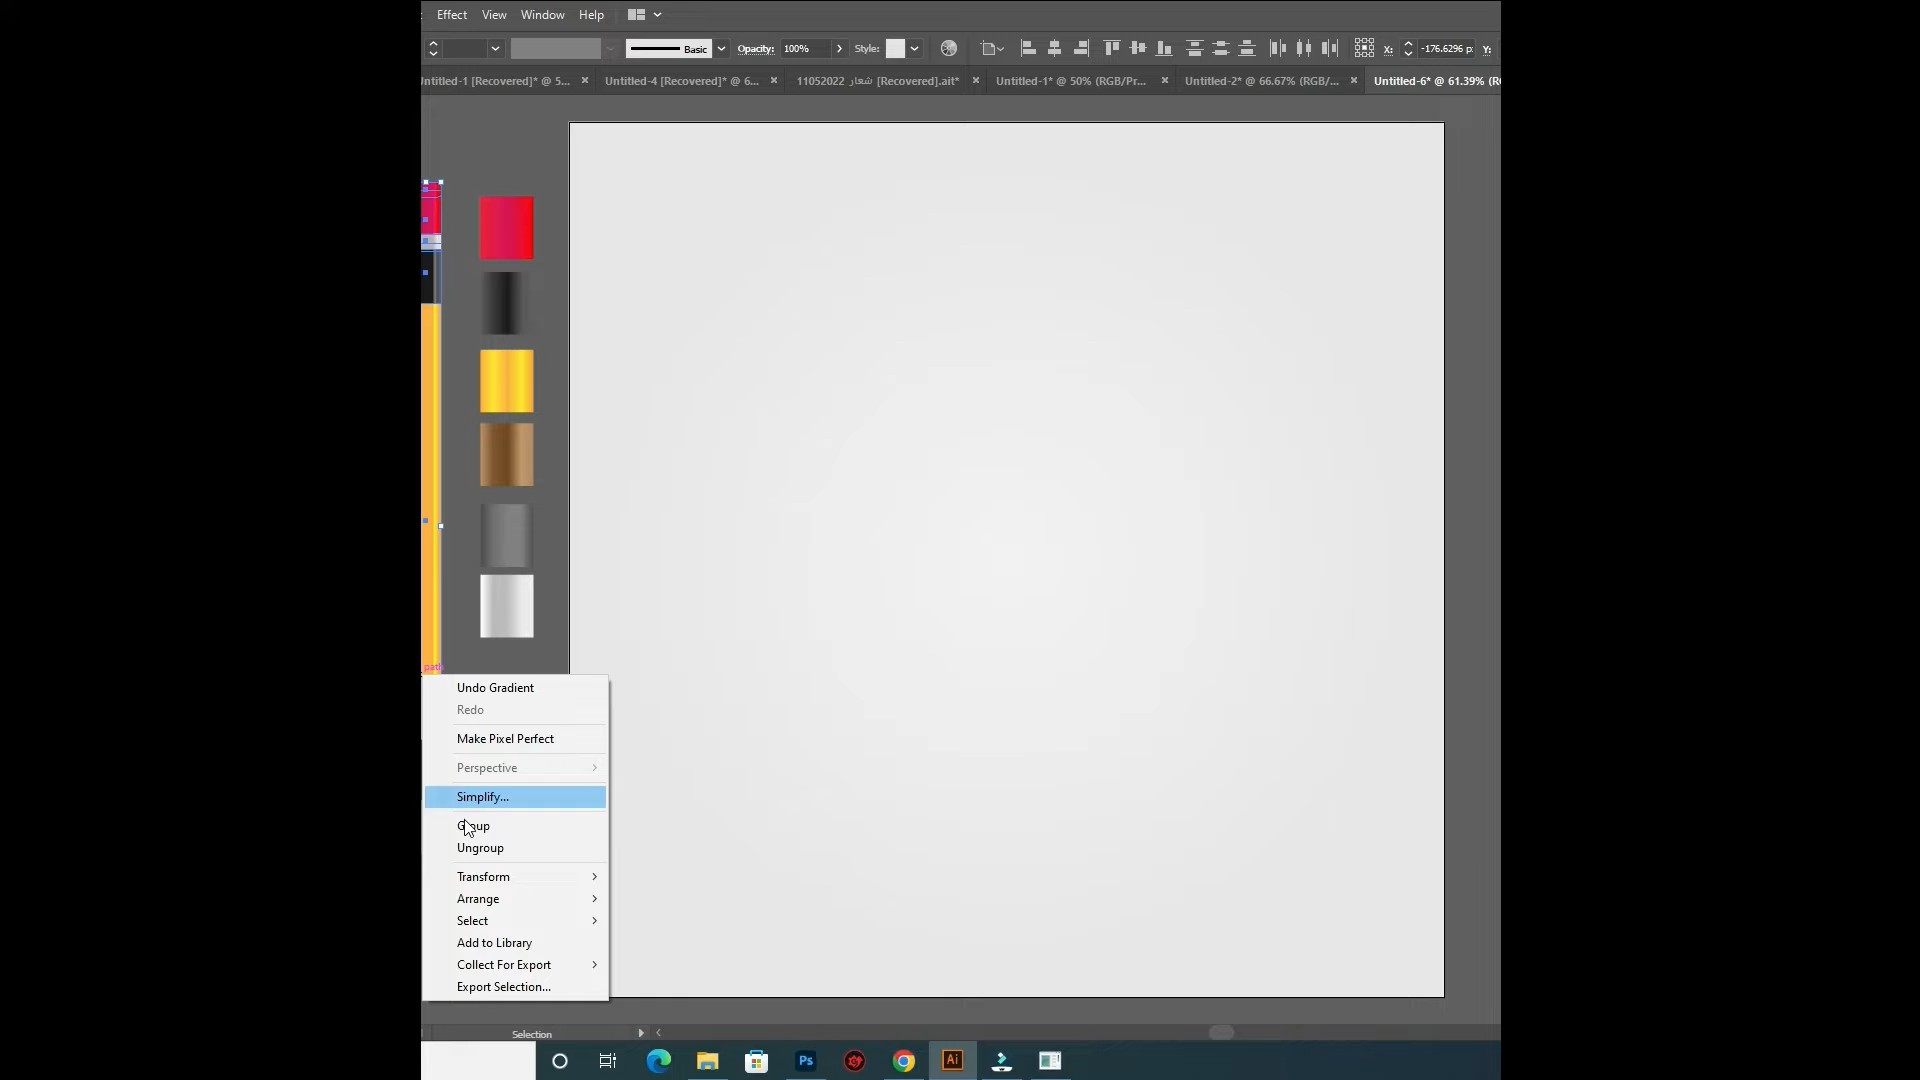 Effect View Window Help
Basic Opacity: 100% Style: X: -176.6296 p: Y:
Untitled-1 [Recovered]* @ 5... × Untitled-4 [Recovered]* @ 6... × شعار 11052022 [Recovered].ait* × Untitled-1* @ 50% (RGB/Pr... × Untitled-2* @ 66.67% (RGB/... × Untitled-6* @ 61.39% (R
path
Undo Gradient
Redo
Make Pixel Perfect
Perspective
Simplify...
Group
Ungroup
Transform
Arrange
Select
Add to Library
Collect For Export
Export Selection...
Selection
Ps Ai